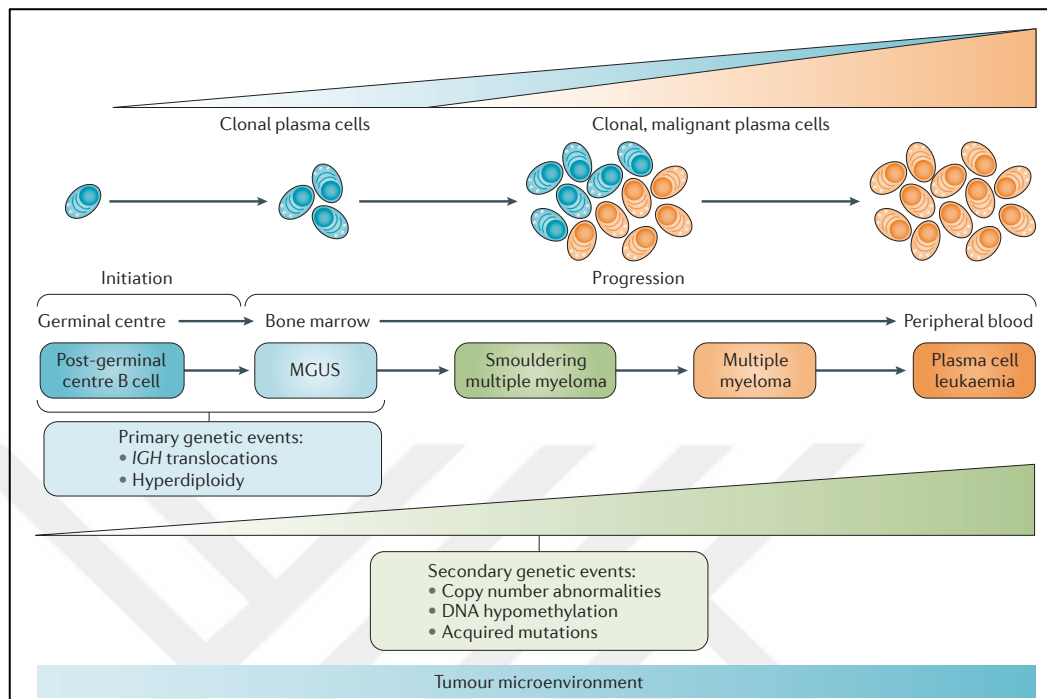 Clonal plasma cells
Clonal, malignant plasma cells
Initiation
Progression
Germinal centre
Bone marrow
Peripheral blood
Post-germinal
centre B cell
MGUS
Smouldering
multiple myeloma
Multiple
myeloma
Plasma cell
leukaemia
Primary genetic events:
• IGH translocations
• Hyperdiploidy
Secondary genetic events:
• Copy number abnormalities
• DNA hypomethylation
• Acquired mutations
Tumour microenvironment